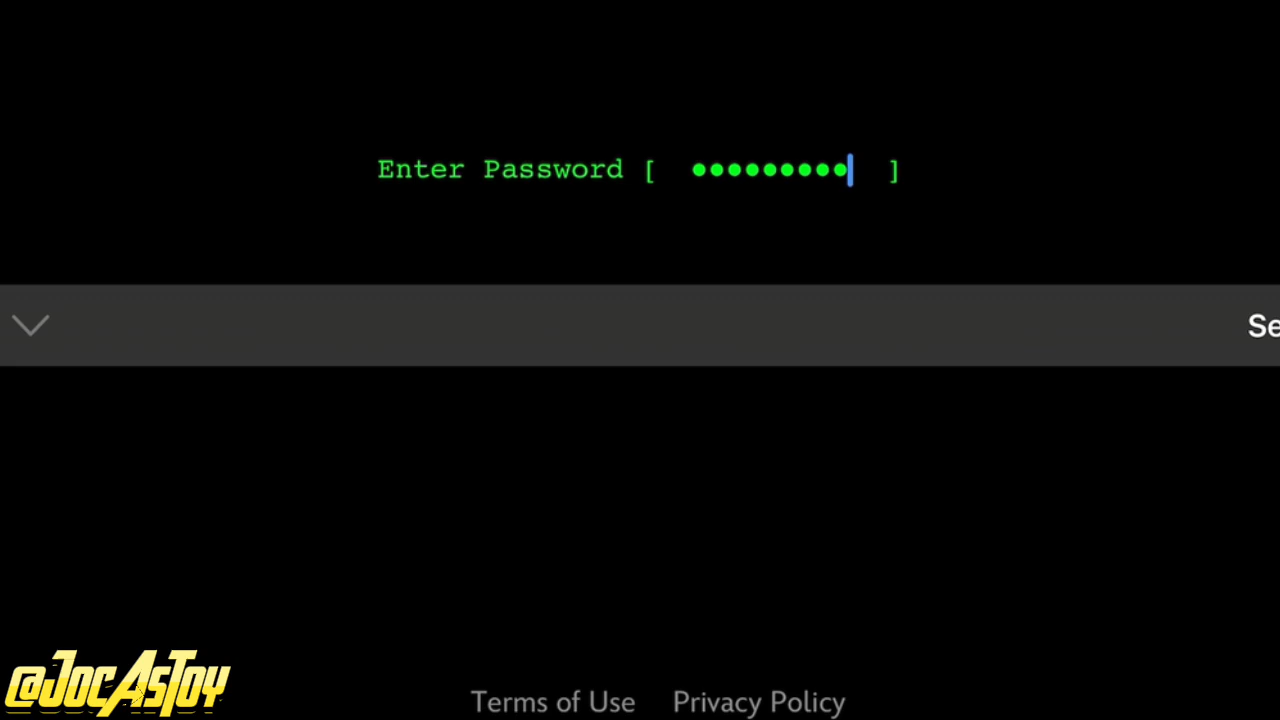 Enter Password [ ••••••••• ]
Se
@JocAsToy
Terms of Use Privacy Policy